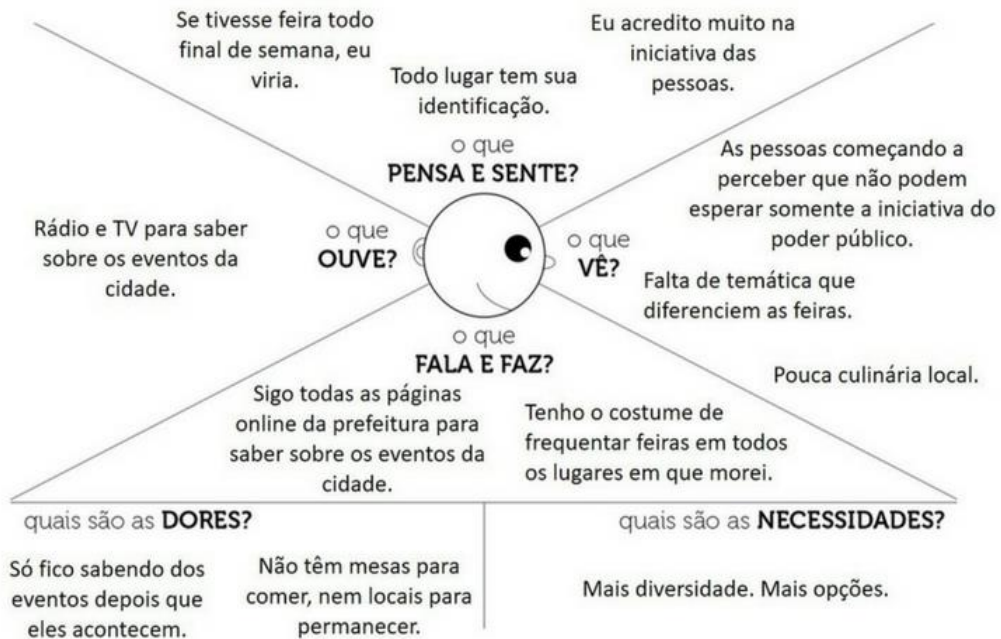 Se tivesse feira todo
final de semana, eu
viria.
Todo lugar tem sua
identificação.
Eu acredito muito na
iniciativa das
pessoas.
o que
PENSA E SENTE?
Rádio e TV para saber
sobre os eventos da
cidade.
o que
OUVE?
o que
VÊ?
As pessoas começando a
perceber que não podem
esperar somente a iniciativa do
poder público.
Falta de temática que
diferenciem as feiras.
Pouca culinária local.
o que
FALA E FAZ?
Sigo todas as páginas
online da prefeitura para
saber sobre os eventos da
cidade.
Tenho o costume de
frequentar feiras em todos
os lugares em que morei.
quais são as DORES?
Só fico sabendo dos
eventos depois que
eles acontecem.
Não têm mesas para
comer, nem locais para
permanecer.
quais são as NECESSIDADES?
Mais diversidade. Mais opções.